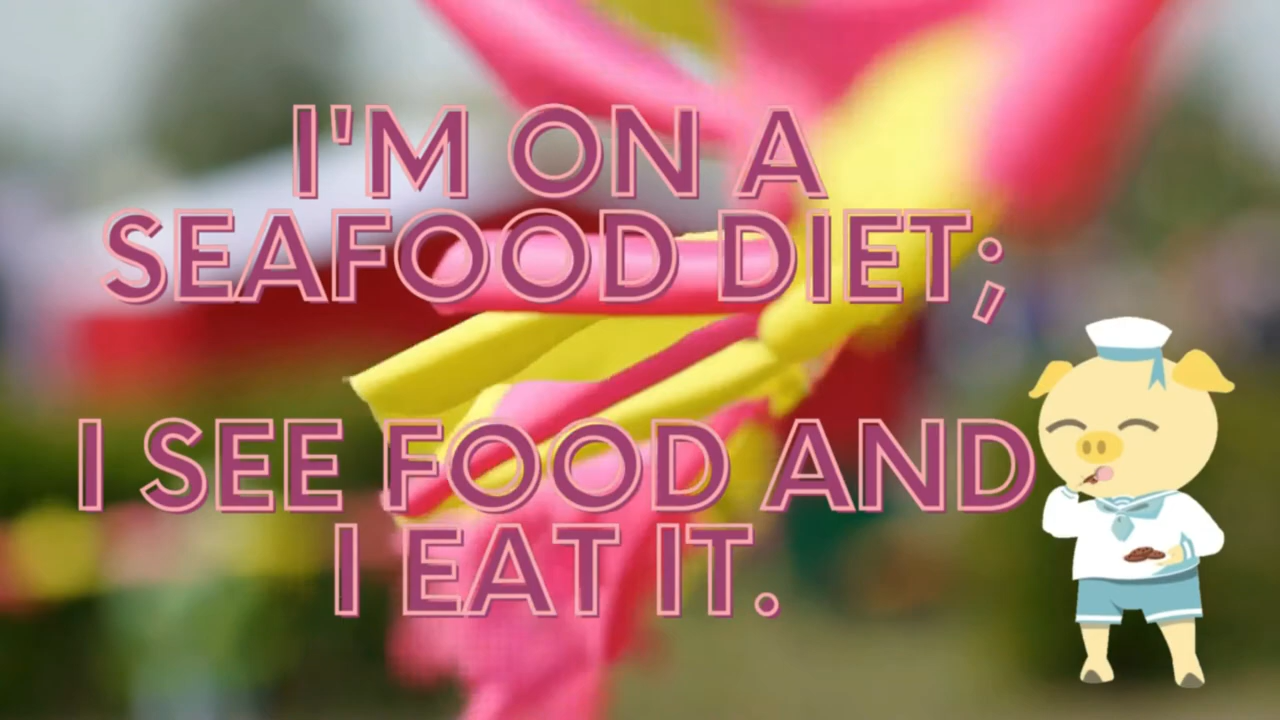 I'M ON A
SEAFOOD DIET;
I SEE FOOD AND
I EAT IT.